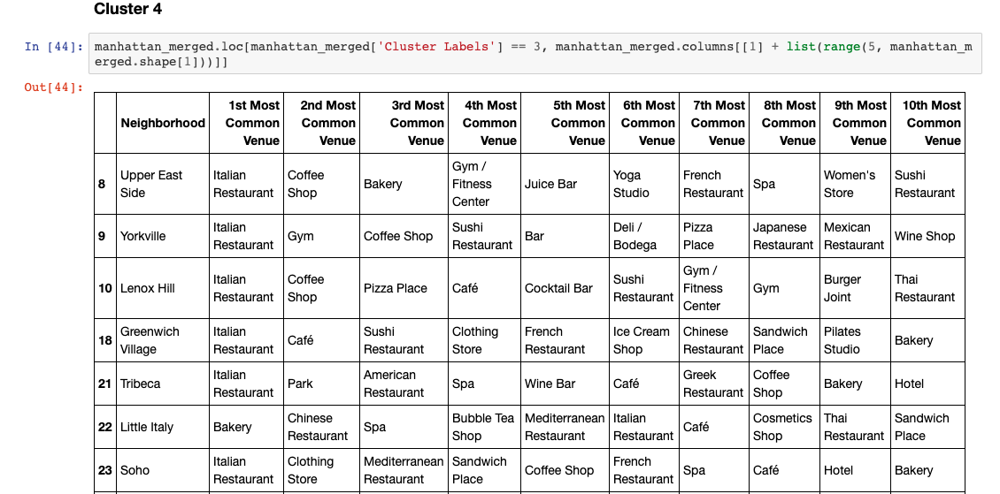 Cluster 4
In [44]: manhattan_merged.loc[manhattan_merged['Cluster Labels'] == 3, manhattan_merged.columns[[1] + list(range(5, manhattan_m
erged.shape[1]))]]
Out[44]:
Neighborhood 1st Most Common Venue 2nd Most Common Venue 3rd Most Common Venue 4th Most Common Venue 5th Most Common Venue 6th Most Common Venue 7th Most Common Venue 8th Most Common Venue 9th Most Common Venue 10th Most Common Venue
8 Upper East Side Italian Restaurant Coffee Shop Bakery Gym / Fitness Center Juice Bar Yoga Studio French Restaurant Spa Women's Store Sushi Restaurant
9 Yorkville Italian Restaurant Gym Coffee Shop Sushi Restaurant Bar Deli / Bodega Pizza Place Japanese Restaurant Mexican Restaurant Wine Shop
10 Lenox Hill Italian Restaurant Coffee Shop Pizza Place Café Cocktail Bar Sushi Restaurant Gym / Fitness Center Gym Burger Joint Thai Restaurant
18 Greenwich Village Italian Restaurant Café Sushi Restaurant Clothing Store French Restaurant Ice Cream Shop Chinese Restaurant Sandwich Place Pilates Studio Bakery
21 Tribeca Italian Restaurant Park American Restaurant Spa Wine Bar Café Greek Restaurant Coffee Shop Bakery Hotel
22 Little Italy Bakery Chinese Restaurant Spa Bubble Tea Shop Mediterranean Restaurant Italian Restaurant Café Cosmetics Shop Thai Restaurant Sandwich Place
23 Soho Italian Restaurant Clothing Store Mediterranean Restaurant Sandwich Place Coffee Shop French Restaurant Spa Café Hotel Bakery